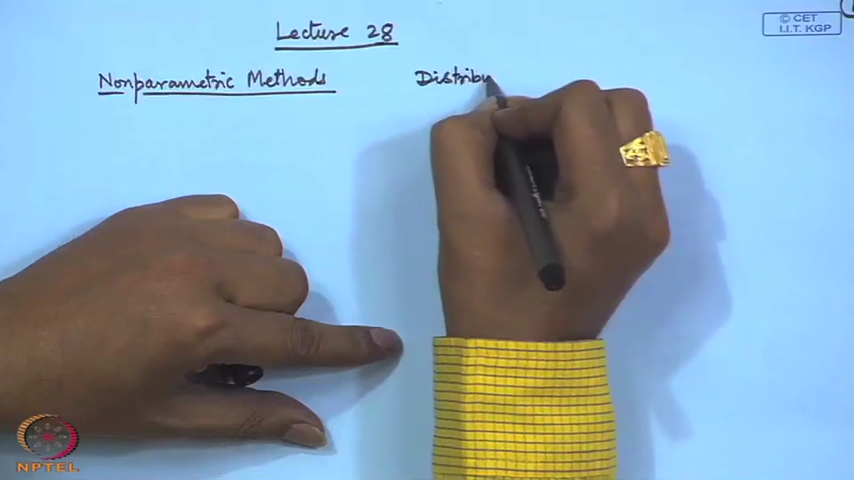 Lecture 28
© CET
I.I.T. KGP
Nonparametric Methods Distribu
NPTEL